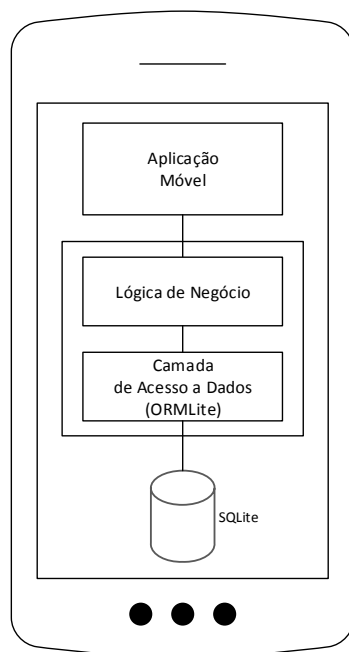 Aplicação
Móvel
Lógica de Negócio
Camada
de Acesso a Dados
(ORMLite)
SQLite